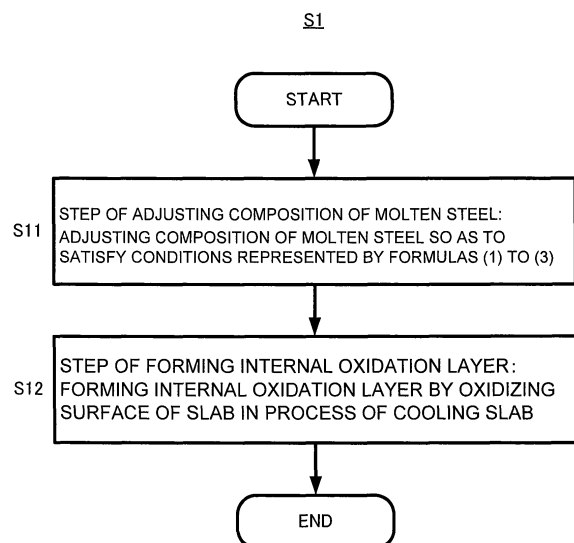 S1
START
S11
STEP OF ADJUSTING COMPOSITION OF MOLTEN STEEL:
ADJUSTING COMPOSITION OF MOLTEN STEEL SO AS TO
SATISFY CONDITIONS REPRESENTED BY FORMULAS (1) TO (3)
S12
STEP OF FORMING INTERNAL OXIDATION LAYER:
FORMING INTERNAL OXIDATION LAYER BY OXIDIZING
SURFACE OF SLAB IN PROCESS OF COOLING SLAB
END